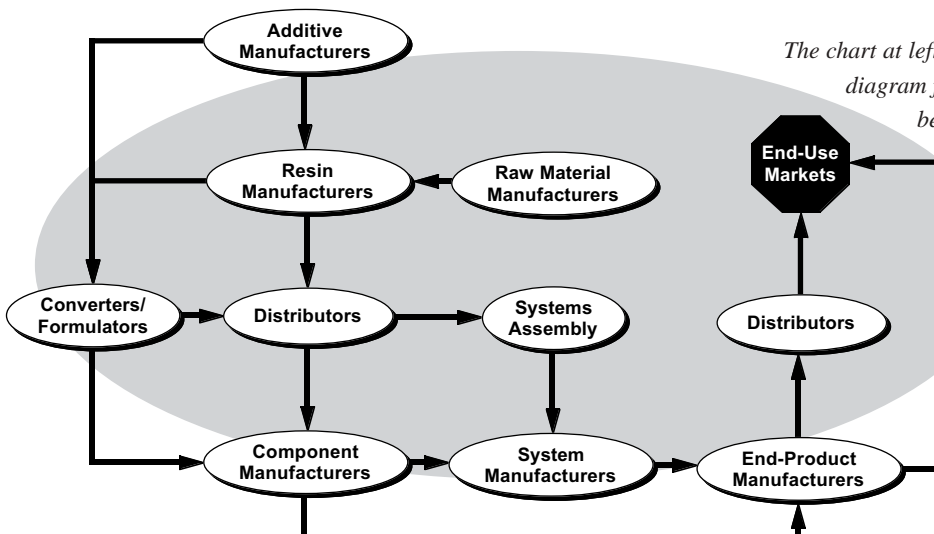 Additive
Manufacturers
The chart at left
diagram
be
End-Use
Markets
Resin
Manufacturers
Raw Material
Manufacturers
Converters/
Formulators
Distributors
Systems
Assembly
Distributors
Component
Manufacturers
System
Manufacturers
End-Product
Manufacturers